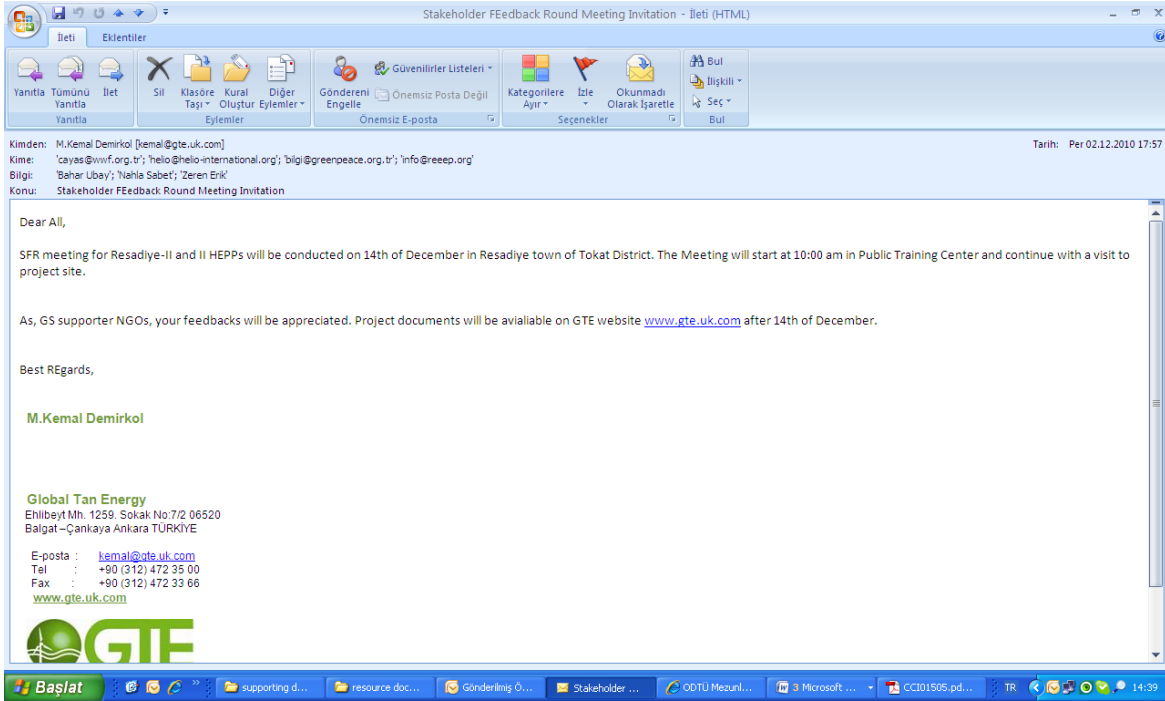 Stakeholder FEedback Round Meeting Invitation - İleti (HTML)
İleti Eklentiler
Yanıtla Tümünü Yanıtla İlet
Sil Klasöre Taşı Kural Oluştur Diğer Eylemler
Göndereni Engelle Güvenilirler Listeleri
Önemsiz Posta Değil
Kategorilere Ayır İzle Okunmadı Olarak İşaretle
Bul
İlişkili
Seç
Yanıtla Eylemler Önemsiz E-posta Seçenekler Bul
Kimden: M.Kemal Demirkol [kemal@gte.uk.com] Tarih: Per 02.12.2010 17:57
Kime: 'cayas@wwf.org.tr'; 'helio@helio-international.org'; 'bilgi@greenpeace.org.tr'; 'info@reeep.org'
Bilgi: 'Bahar Ubay'; 'Nahla Sabet'; 'Zeren Erik'
Konu: Stakeholder FEedback Round Meeting Invitation
Dear All,
SFR meeting for Resadiye-II and II HEPPs will be conducted on 14th of December in Resadiye town of Tokat District. The Meeting will start at 10:00 am in Public Training Center and continue with a visit to
project site.
As, GS supporter NGOs, your feedbacks will be appreciated. Project documents will be avialiable on GTE website www.gte.uk.com after 14th of December.
Best REgards,
M.Kemal Demirkol
Global Tan Energy
Ehlibeyt Mh. 1259. Sokak No:7/2 06520
Balgat –Çankaya Ankara TÜRKİYE
E-posta : kemal@gte.uk.com
Tel : +90 (312) 472 35 00
Fax : +90 (312) 472 33 66
www.gte.uk.com
GTE
Başlat supporting d... resource doc... Gönderilmiş Ö... Stakeholder ... ODTÜ Mezunl... 3 Microsoft ... CCI01505.pd... TR 14:39